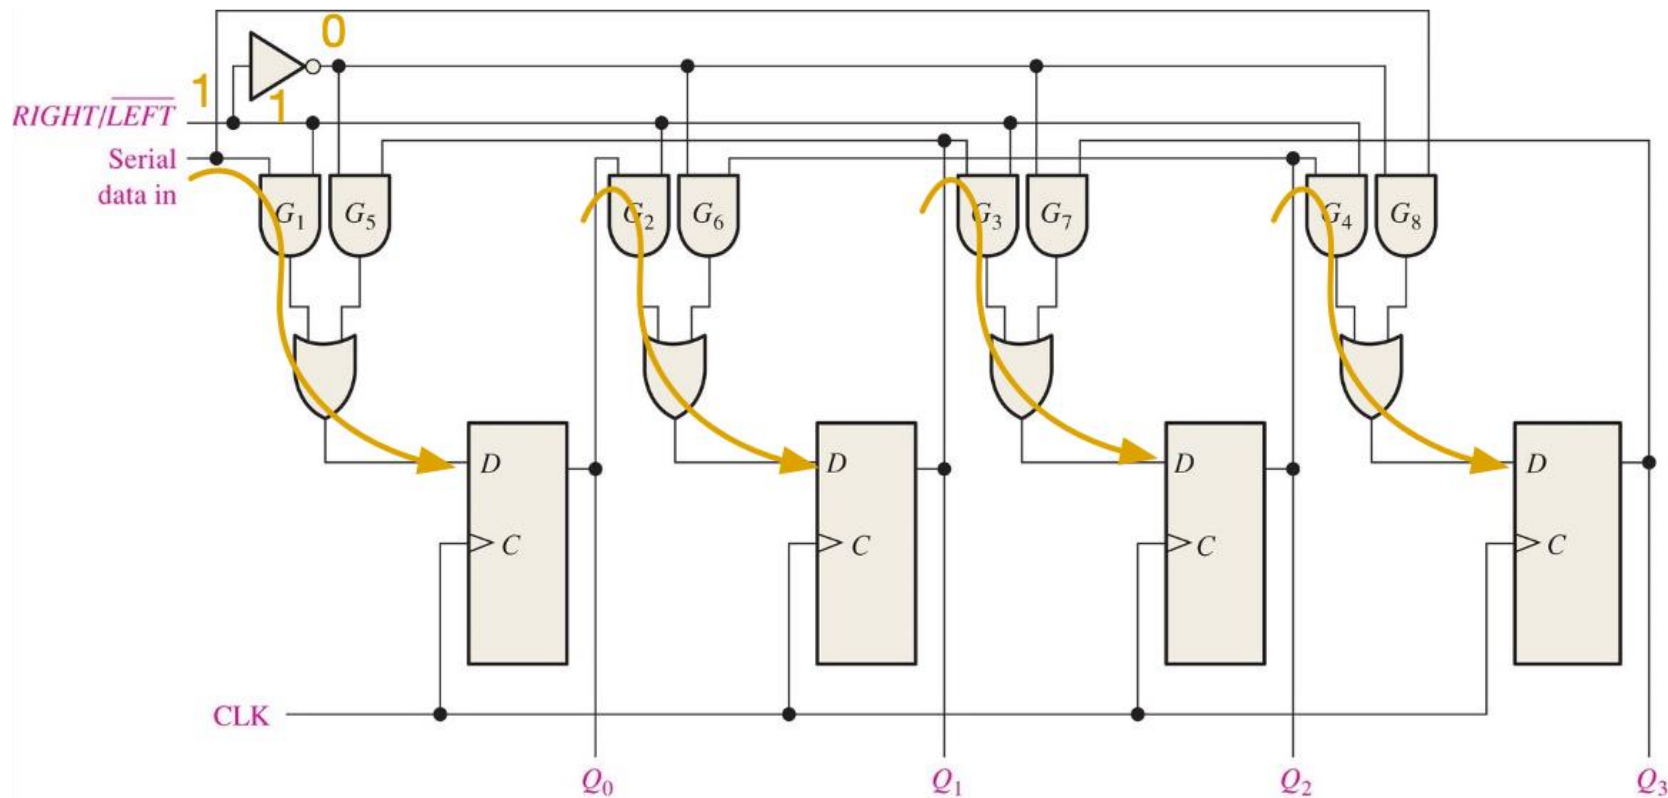 0
1
1
RIGHT/LEFT
Serial
data in
G1 G5 G2 G6 G3 G7 G4 G8
D D D D
C C C C
CLK
Q0 Q1 Q2 Q3